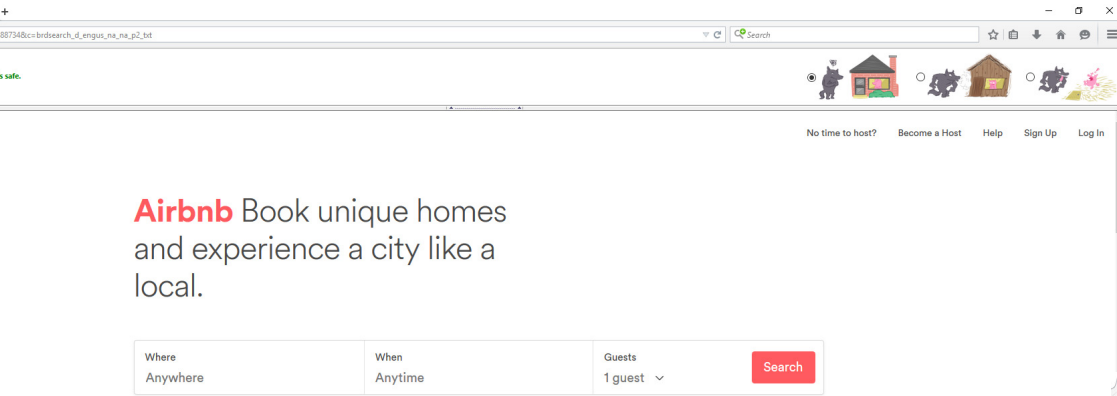 88734&c=brdsearch_d_engus_na_na_p2_txt
Search
s safe.
No time to host? Become a Host Help Sign Up Log In
Airbnb Book unique homes
and experience a city like a
local.
Where When Guests
Anywhere Anytime 1 guest Search